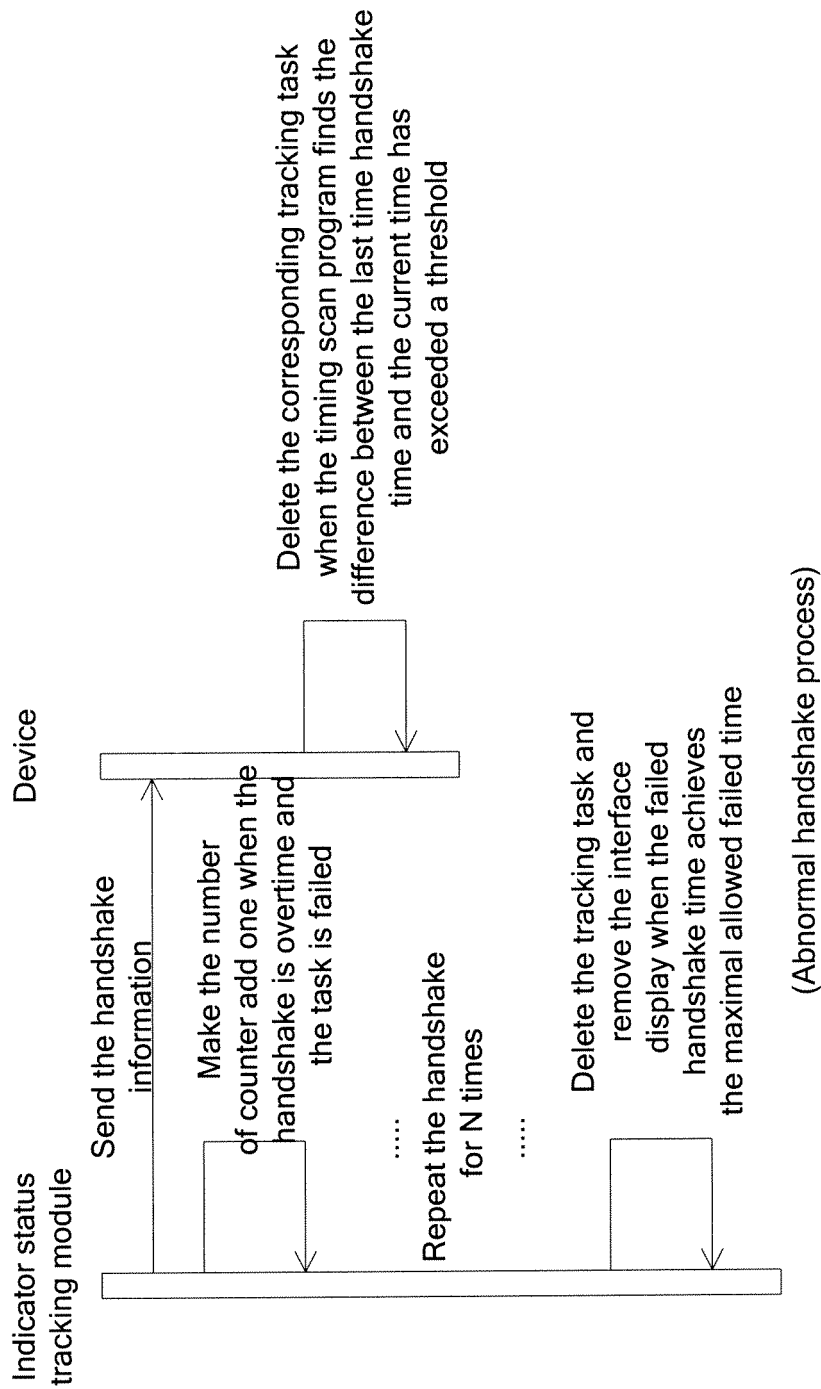 Indicator status
tracking module
Device
Send the handshake
information
Make the number
of counter add one when the
handshake is overtime and
the task is failed
Delete the corresponding tracking task
when the timing scan program finds the
difference between the last time handshake
time and the current time has
exceeded a threshold
.....
Repeat the handshake
for N times
.....
Delete the tracking task and
remove the interface
display when the failed
handshake time achieves
the maximal allowed failed time
(Abnormal handshake process)